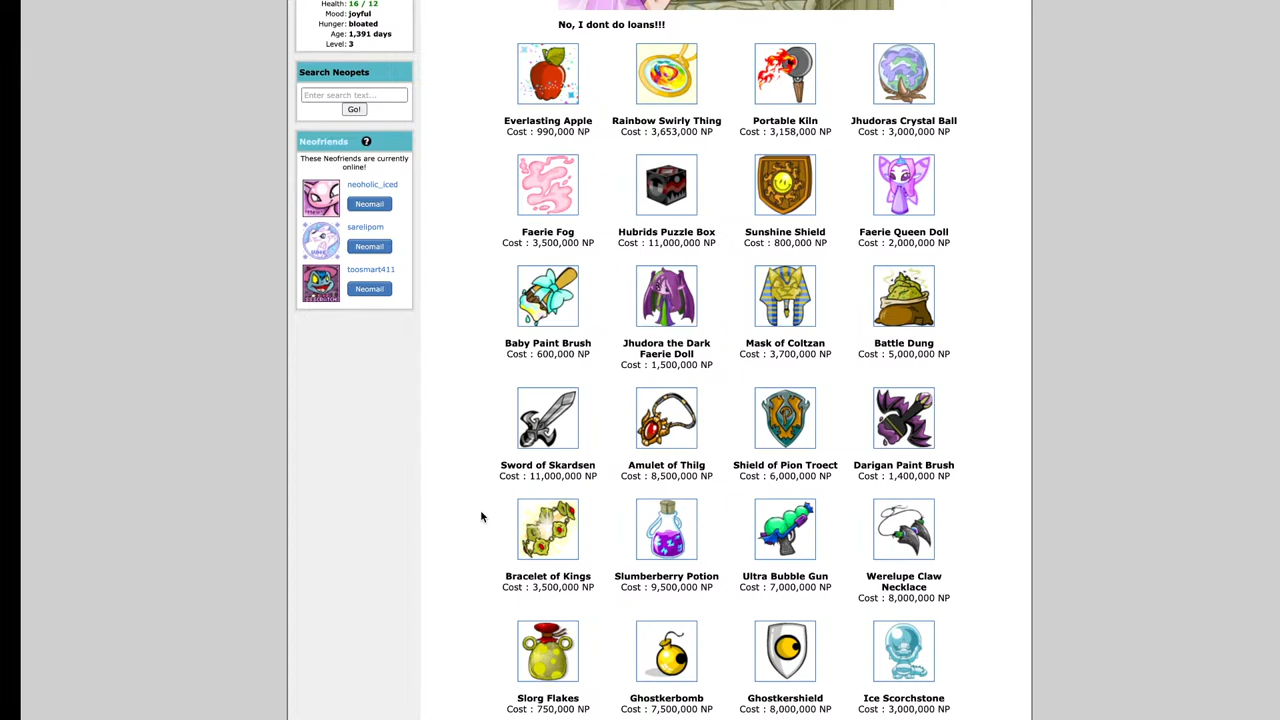 Health: 16 / 12
Mood: joyful
Hunger: bloated
Age: 1,391 days
Level: 3
Search Neopets
Enter search text...
Go!
Neofriends ?
These Neofriends are currently
online!
neoholic_iced
Neomail
sarelipom
Neomail
toosmart411
Neomail
No, I dont do loans!!!
Everlasting Apple
Cost : 990,000 NP
Rainbow Swirly Thing
Cost : 3,653,000 NP
Portable Kiln
Cost : 3,158,000 NP
Jhudoras Crystal Ball
Cost : 3,000,000 NP
Faerie Fog
Cost : 3,500,000 NP
Hubrids Puzzle Box
Cost : 11,000,000 NP
Sunshine Shield
Cost : 800,000 NP
Faerie Queen Doll
Cost : 2,000,000 NP
Baby Paint Brush
Cost : 600,000 NP
Jhudora the Dark
Faerie Doll
Cost : 1,500,000 NP
Mask of Coltzan
Cost : 3,700,000 NP
Battle Dung
Cost : 5,000,000 NP
Sword of Skardsen
Cost : 11,000,000 NP
Amulet of Thilg
Cost : 8,500,000 NP
Shield of Pion Troect
Cost : 6,000,000 NP
Darigan Paint Brush
Cost : 1,400,000 NP
Bracelet of Kings
Cost : 3,500,000 NP
Slumberberry Potion
Cost : 9,500,000 NP
Ultra Bubble Gun
Cost : 7,000,000 NP
Werelupe Claw
Necklace
Cost : 8,000,000 NP
Slorg Flakes
Cost : 750,000 NP
Ghostkerbomb
Cost : 7,500,000 NP
Ghostkershield
Cost : 8,000,000 NP
Ice Scorchstone
Cost : 3,000,000 NP